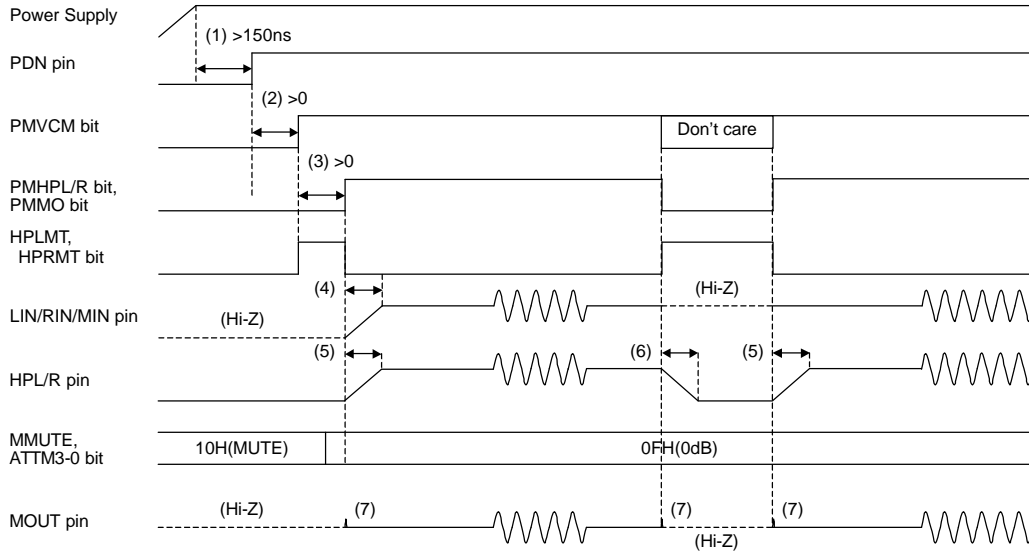 Power Supply
(1) >150ns
PDN pin
(2) >0
PMVCM bit
Don't care
(3) >0
PMHPL/R bit,
PMMO bit
HPLMT,
HPRMT bit
(4)
(Hi-Z)
(Hi-Z)
LIN/RIN/MIN pin
(5)
(6)
(5)
HPL/R pin
MMUTE,
ATTM3-0 bit
10H(MUTE)
0FH(0dB)
(Hi-Z)
(7)
(7)
(7)
MOUT pin
(Hi-Z)